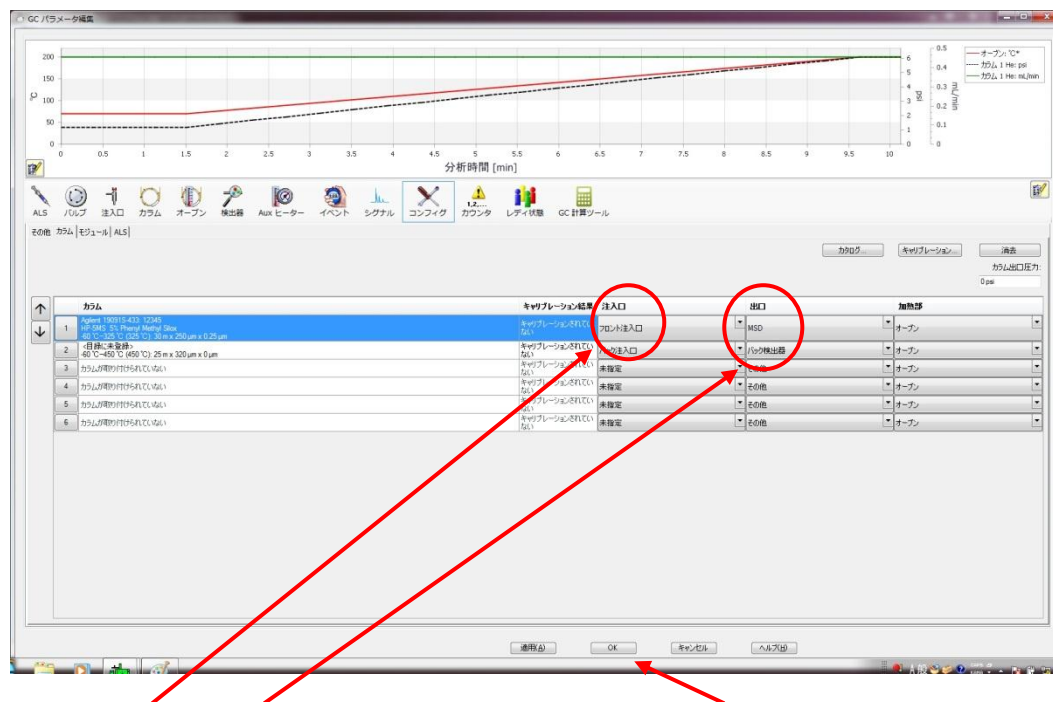 GC パラメータ編集
200
150
100
50
0
℃
6
5
4
3
2
1
0
psi
0.5
0.4
0.3
0.2
0.1
0
mL/min
オーブン: ℃*
カラム 1 He: psi
カラム 1 He: mL/min
0 0.5 1 1.5 2 2.5 3 3.5 4 4.5 5 5.5 6 6.5 7 7.5 8 8.5 9 9.5 10
分析時間 [min]
1,2,...
ALS バルブ 注入口 カラム オーブン 検出器 Aux ヒーター イベント シグナル コンフィグ カウンタ レディ状態 GC 計算ツール
その他 カラム モジュール ALS
カタログ... キャリブレーション... 消去
カラム出口圧力:
0 psi
カラム キャリブレーション結果 注入口 出口 加熱部
1 Agilent 19091S-433: 12345
HP-5MS 5% Phenyl Methyl Silox
-60 ℃—325 ℃ (325 ℃): 30 m x 250 μm x 0.25 μm
キャリブレーションされてい
ない
フロント注入口 MSD オーブン
2 <目録に未登録>
-60 ℃—450 ℃ (450 ℃): 25 m x 320 μm x 0 μm
キャリブレーションされてい
ない
バック注入口 バック検出器 オーブン
3 カラムが取り付けられていない
キャリブレーションされてい
ない
未指定 その他 オーブン
4 カラムが取り付けられていない
キャリブレーションされてい
ない
未指定 その他 オーブン
5 カラムが取り付けられていない
キャリブレーションされてい
ない
未指定 その他 オーブン
6 カラムが取り付けられていない
キャリブレーションされてい
ない
未指定 その他 オーブン
適用(A) OK キャンセル ヘルプ(H)
A 般